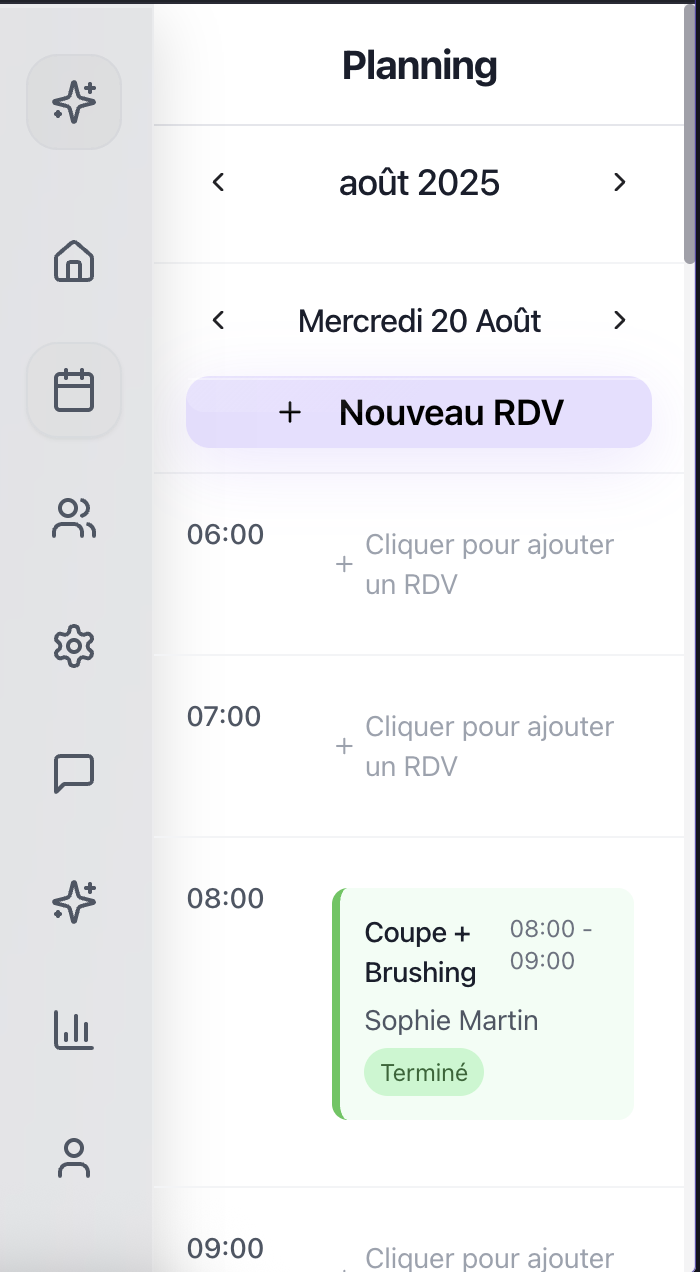 Planning
août 2025
Mercredi 20 Août
+ Nouveau RDV
06:00
+ Cliquer pour ajouter
un RDV
07:00
+ Cliquer pour ajouter
un RDV
08:00
Coupe +
Brushing
08:00 -
09:00
Sophie Martin
Terminé
09:00
Cliquer pour ajouter